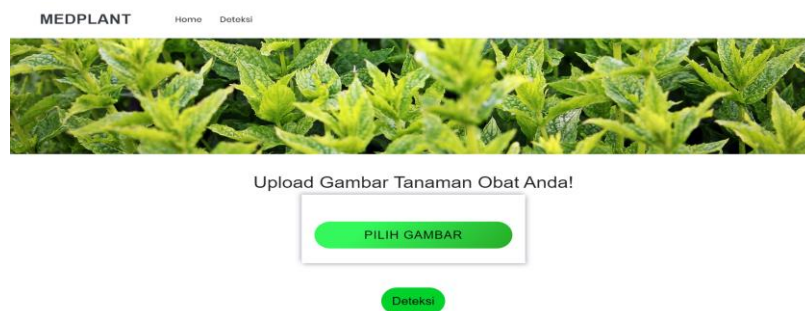 MEDPLANT Home Deteksi
Upload Gambar Tanaman Obat Anda!
PILIH GAMBAR
Deteksi